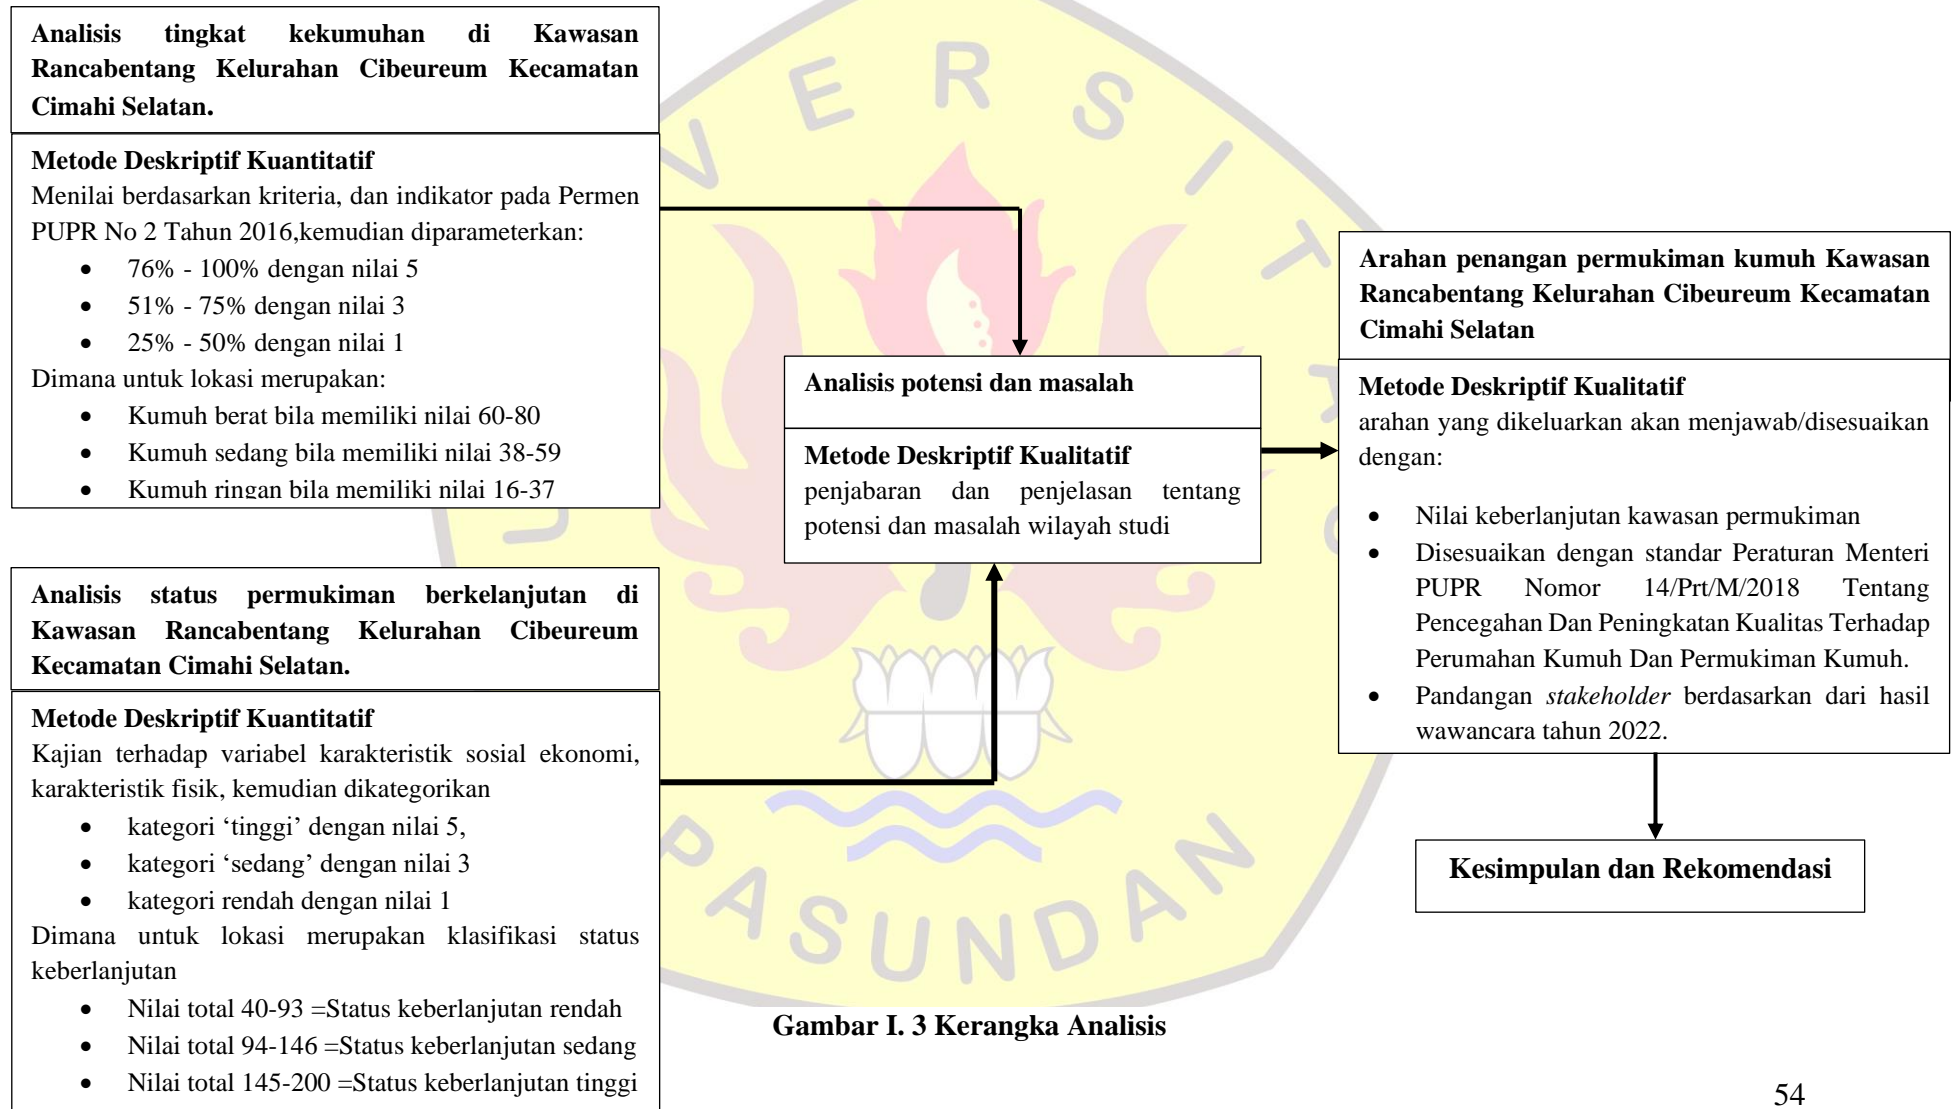 Analisis tingkat kekumuhan di Kawasan
Rancabentang Kelurahan Cibeureum Kecamatan
Cimahi Selatan.
Metode Deskriptif Kuantitatif
Menilai berdasarkan kriteria, dan indikator pada Permen
PUPR No 2 Tahun 2016,kemudian diparameterkan:
• 76% - 100% dengan nilai 5
• 51% - 75% dengan nilai 3
• 25% - 50% dengan nilai 1
Dimana untuk lokasi merupakan:
• Kumuh berat bila memiliki nilai 60-80
• Kumuh sedang bila memiliki nilai 38-59
• Kumuh ringan bila memiliki nilai 16-37
Analisis status permukiman berkelanjutan di
Kawasan Rancabentang Kelurahan Cibeureum
Kecamatan Cimahi Selatan.
Metode Deskriptif Kuantitatif
Kajian terhadap variabel karakteristik sosial ekonomi,
karakteristik fisik, kemudian dikategorikan
• kategori ‘tinggi’ dengan nilai 5,
• kategori ‘sedang’ dengan nilai 3
• kategori rendah dengan nilai 1
Dimana untuk lokasi merupakan klasifikasi status
keberlanjutan
• Nilai total 40-93 =Status keberlanjutan rendah
• Nilai total 94-146 =Status keberlanjutan sedang
• Nilai total 145-200 =Status keberlanjutan tinggi
Analisis potensi dan masalah
Metode Deskriptif Kualitatif
penjabaran dan penjelasan tentang
potensi dan masalah wilayah studi
Arahan penangan permukiman kumuh Kawasan
Rancabentang Kelurahan Cibeureum Kecamatan
Cimahi Selatan
Metode Deskriptif Kualitatif
arahan yang dikeluarkan akan menjawab/disesuaikan
dengan:
• Nilai keberlanjutan kawasan permukiman
• Disesuaikan dengan standar Peraturan Menteri
PUPR Nomor 14/Prt/M/2018 Tentang
Pencegahan Dan Peningkatan Kualitas Terhadap
Perumahan Kumuh Dan Permukiman Kumuh.
• Pandangan stakeholder berdasarkan dari hasil
wawancara tahun 2022.
Kesimpulan dan Rekomendasi
Gambar I. 3 Kerangka Analisis
54
PASUNDAN